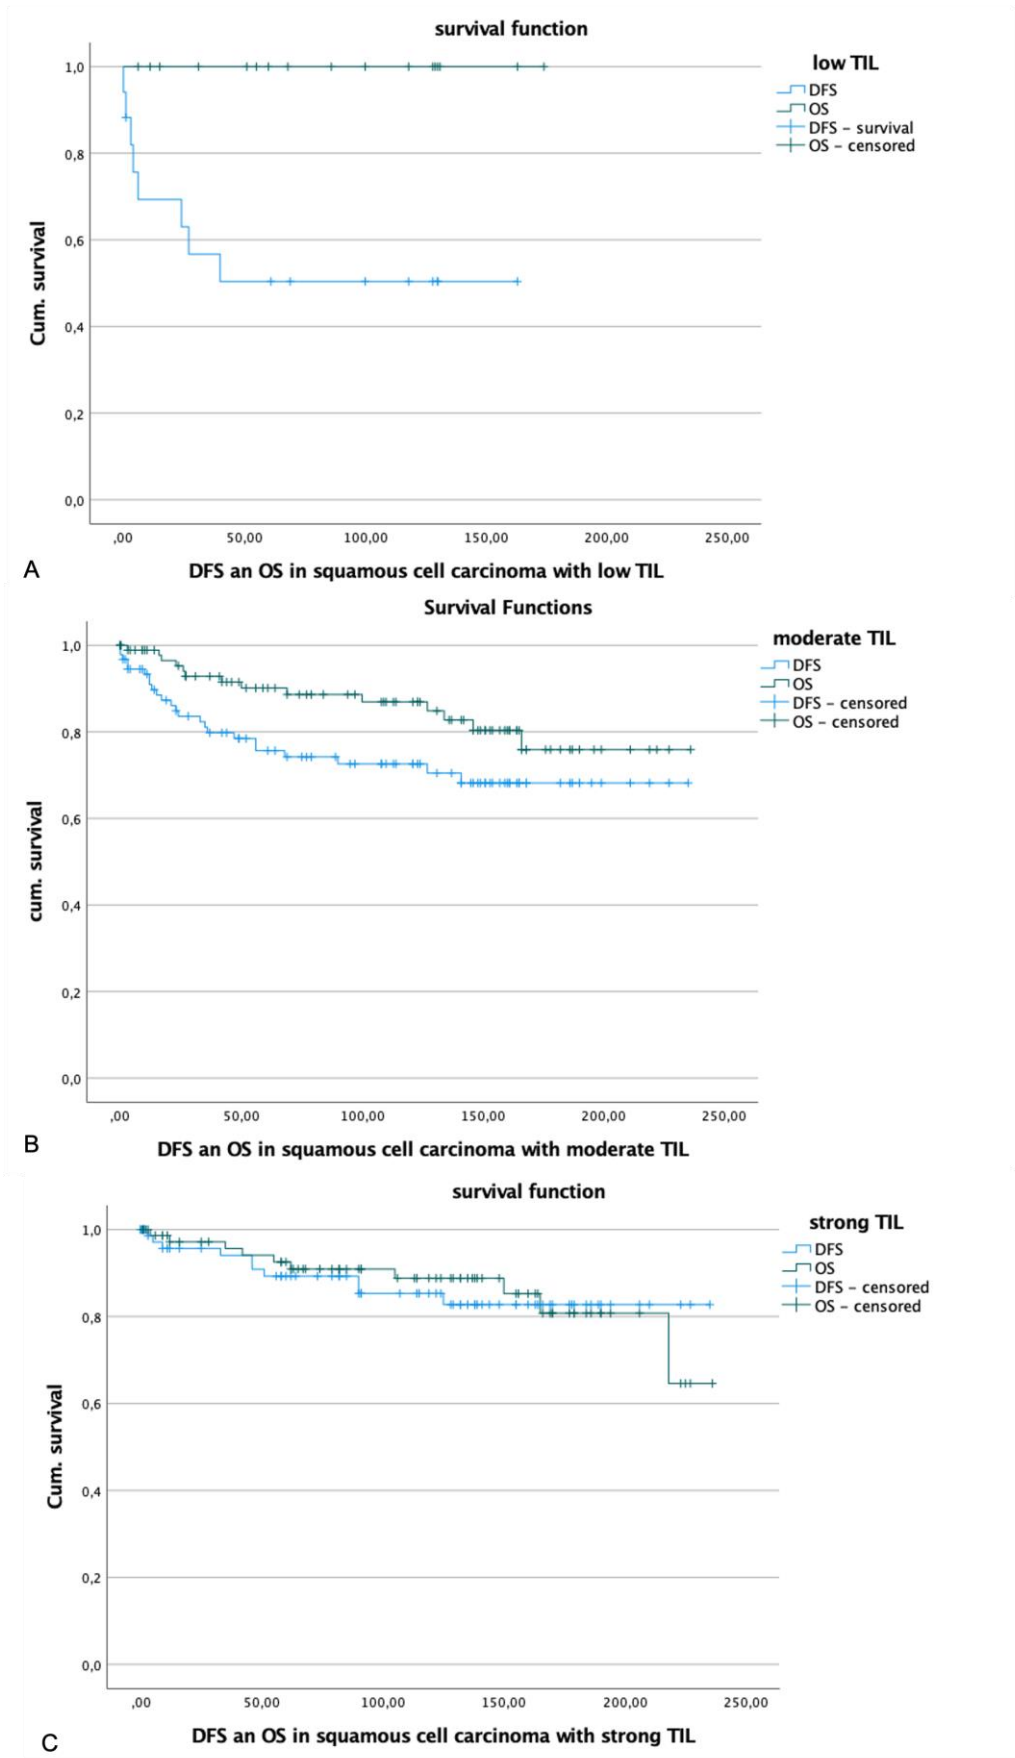 survival function
low TIL
DFS
OS
DFS – survival
OS – censored
1,0
0,8
0,6
0,4
0,2
0,0
Cum. survival
,00 50,00 100,00 150,00 200,00 250,00
A DFS an OS in squamous cell carcinoma with low TIL
Survival Functions
moderate TIL
DFS
OS
DFS – censored
OS – censored
1,0
0,8
0,6
0,4
0,2
0,0
cum. survival
,00 50,00 100,00 150,00 200,00 250,00
B DFS an OS in squamous cell carcinoma with moderate TIL
survival function
strong TIL
DFS
OS
DFS – censored
OS – censored
1,0
0,8
0,6
0,4
0,2
0,0
Cum. survival
,00 50,00 100,00 150,00 200,00 250,00
C DFS an OS in squamous cell carcinoma with strong TIL